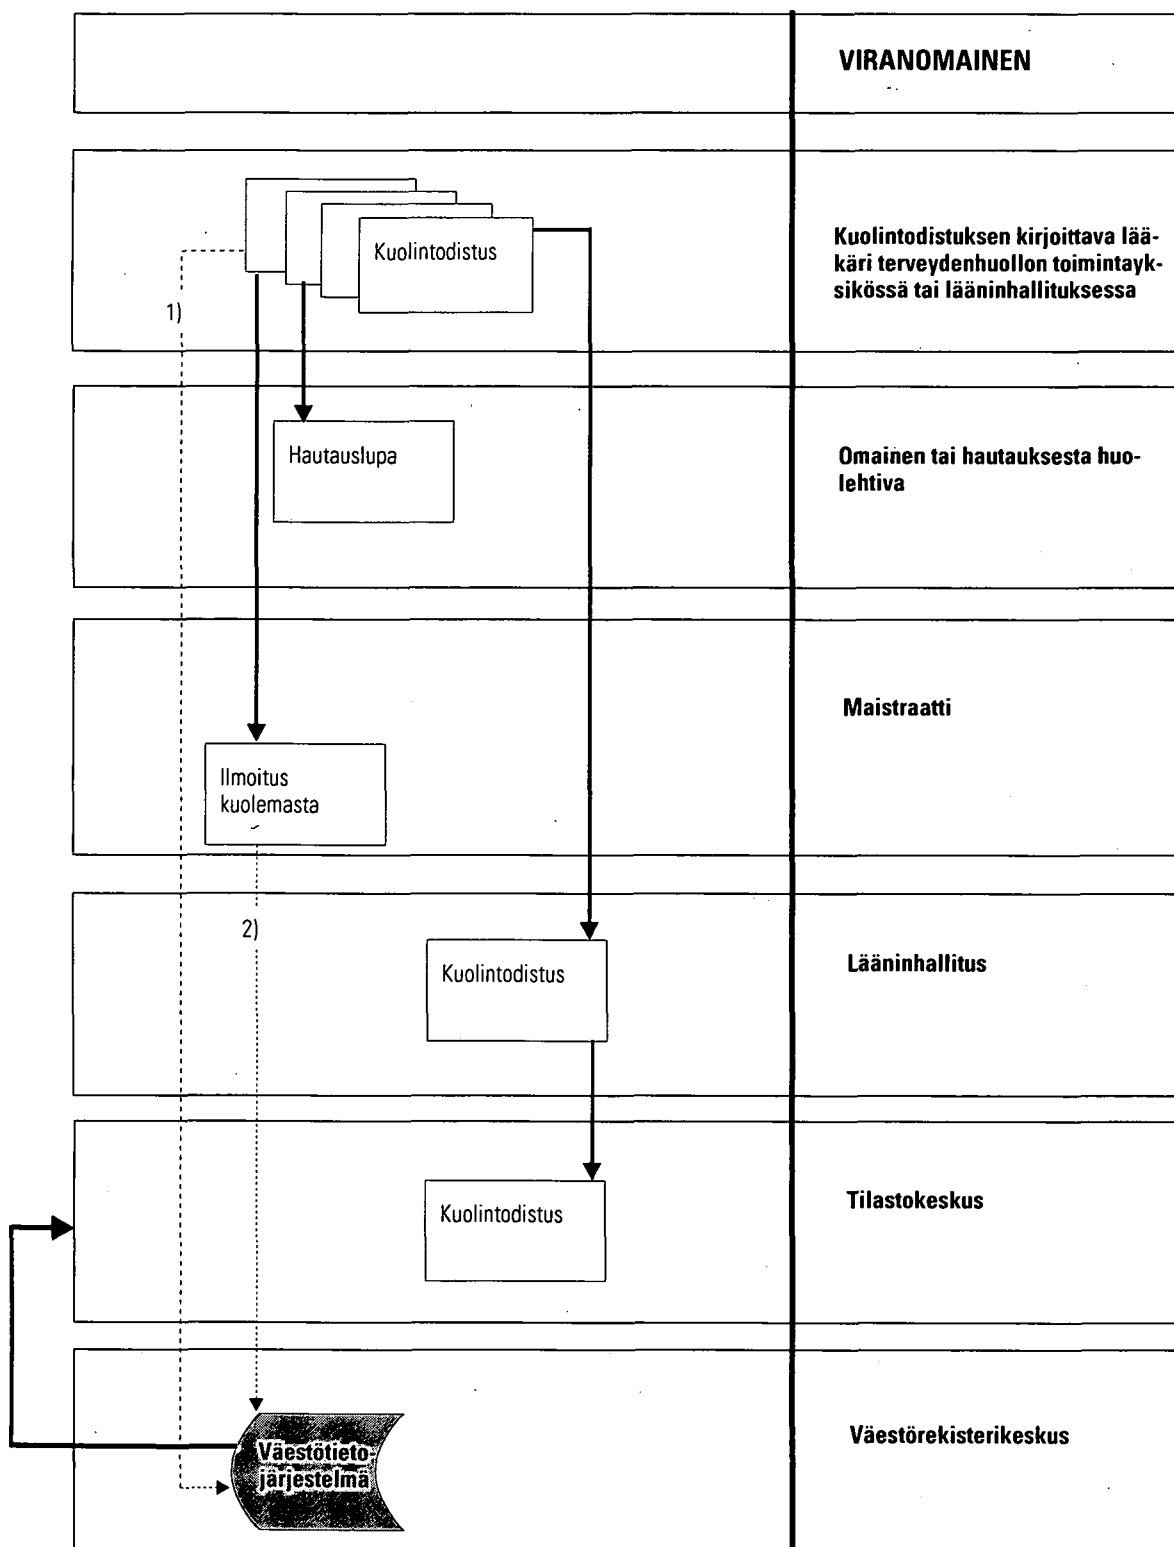 VIRANOMAINEN
Kuolintodistus
Kuolintodistuksen kirjoittava lää-
käri terveydenhuollon toimintayk-
sikössä tai lääninhallituksessa
1)
Hautauslupa
Omainen tai hautauksesta huo-
lehtiva
Maistraatti
Ilmoitus
kuolemasta
2)
Kuolintodistus
Lääninhallitus
Kuolintodistus
Tilastokeskus
Väestötieto-
järjestelmä
Väestörekisterikeskus